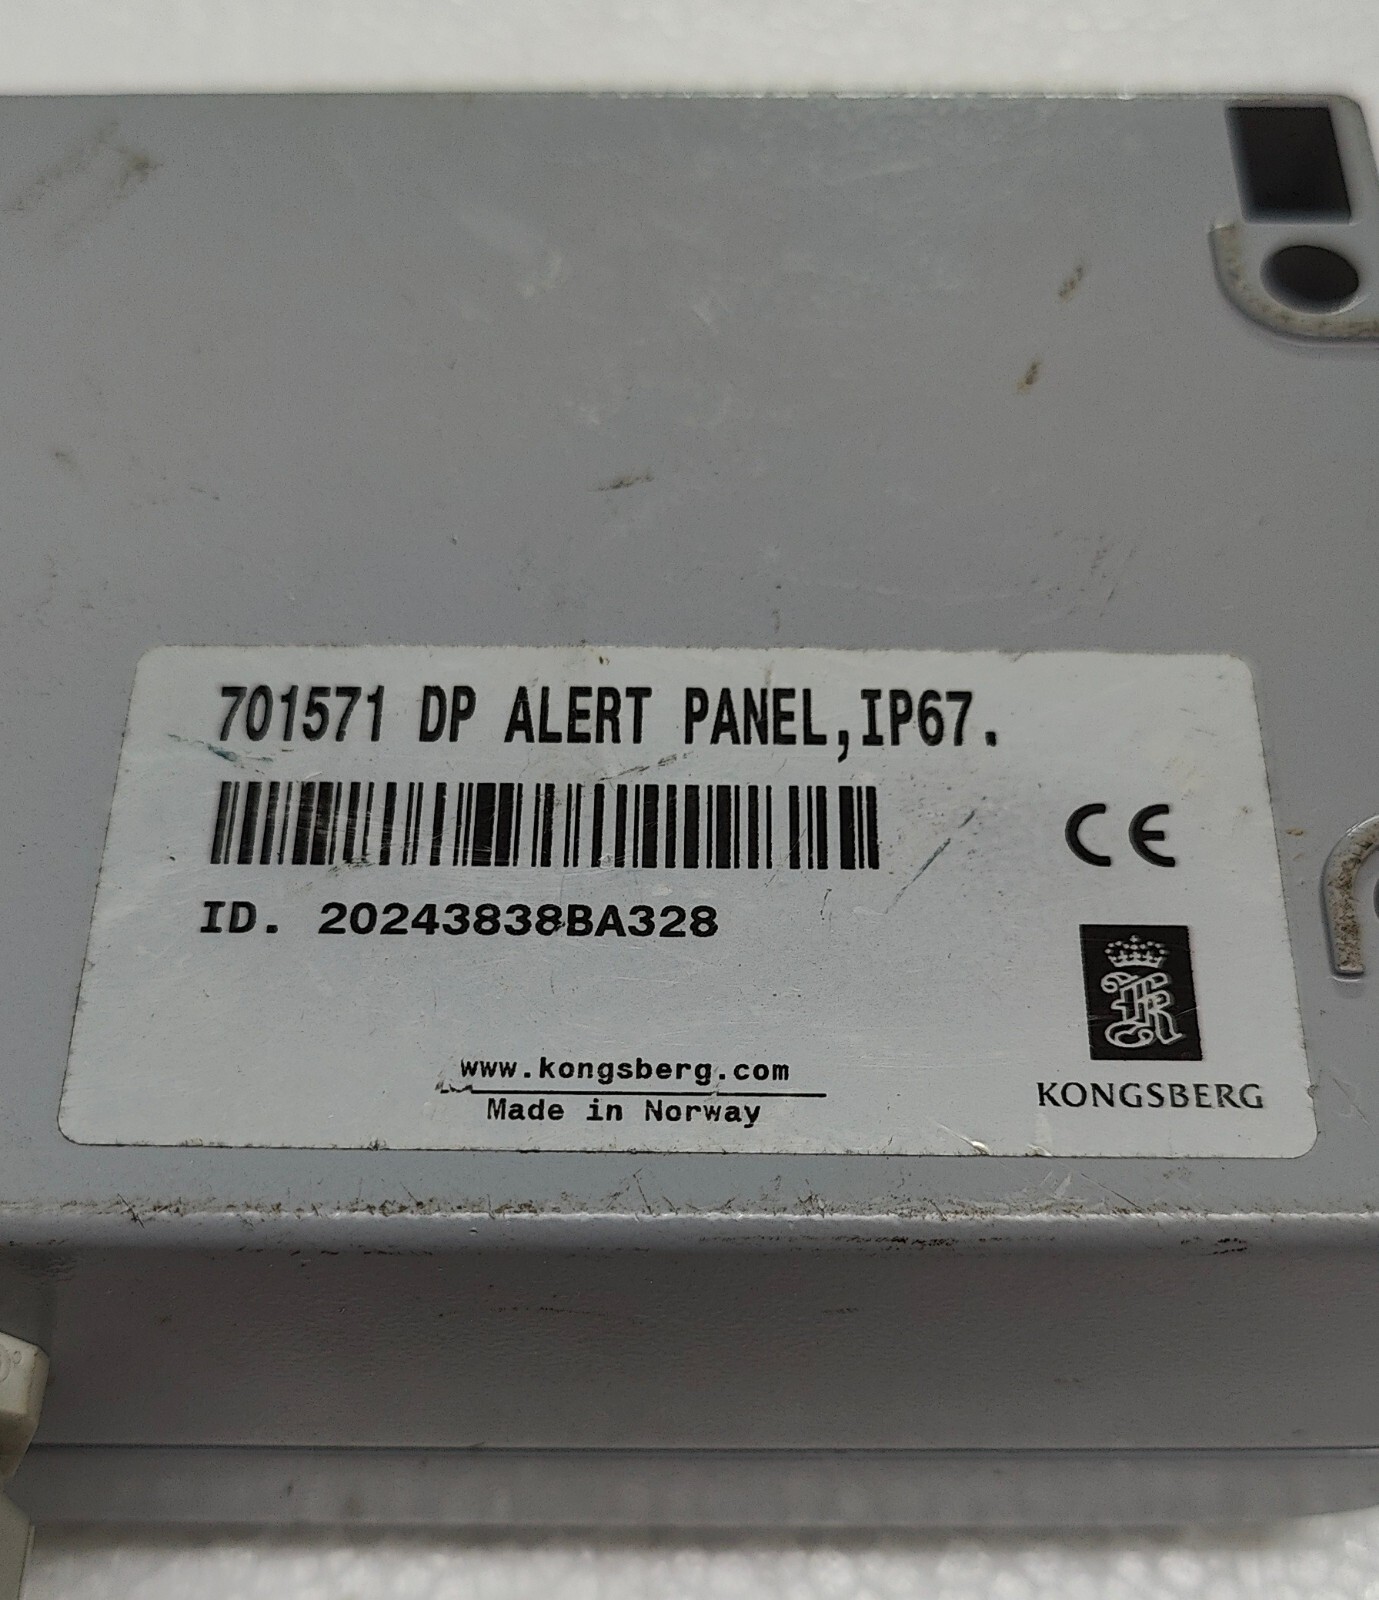 701571 DP ALERT PANEL,IP67.
CE
ID. 20243838BA328
www.kongsberg.com
Made in Norway
KONGSBERG